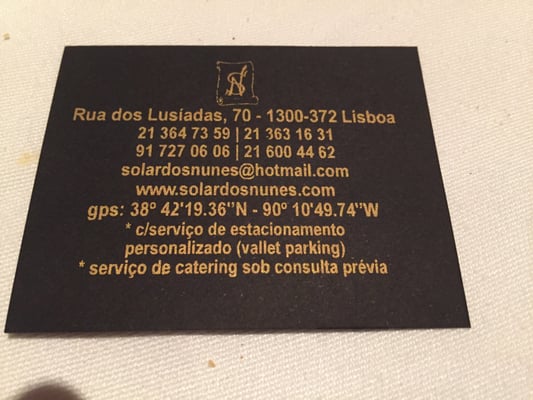 SN
Rua dos Lusíadas, 70 - 1300-372 Lisboa
21 364 73 59 | 21 363 16 31
91 727 06 06 | 21 600 44 62
solardosnunes@hotmail.com
www.solardosnunes.com
gps: 38º 42'19.36"N - 90º 10'49.74"W
* c/serviço de estacionamento
personalizado (vallet parking)
* serviço de catering sob consulta prévia